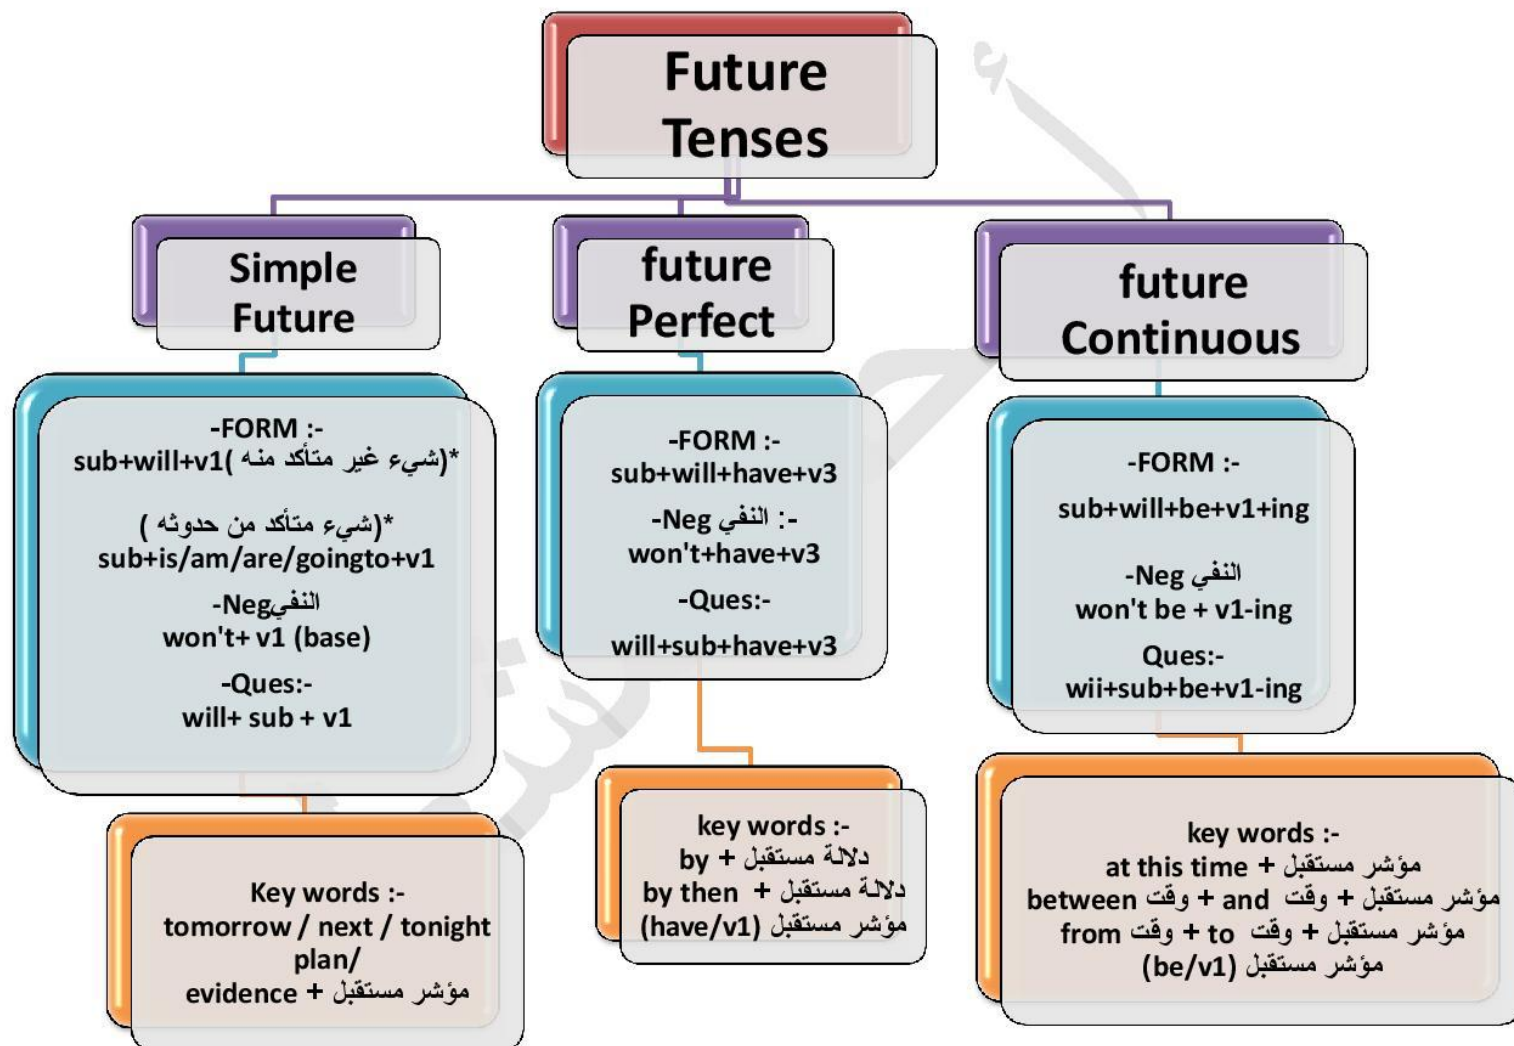 Future
Tenses
Simple
Future
-FORM :-
sub+will+v1( شيء غير متأكد منه)*
*(شيء متأكد من حدوثه )
sub+is/am/are/goingto+v1
-Negالنفي
won't+ v1 (base)
-Ques:-
will+ sub + v1
Key words :-
tomorrow / next / tonight
plan/
evidence + مؤشر مستقبل
future
Perfect
-FORM :-
sub+will+have+v3
-Neg النفي :-
won't+have+v3
-Ques:-
will+sub+have+v3
key words :-
by + دلالة مستقبل
by then + دلالة مستقبل
(have/v1) مؤشر مستقبل
future
Continuous
-FORM :-
sub+will+be+v1+ing
-Neg النفي
won't be + v1-ing
Ques:-
wii+sub+be+v1-ing
key words :-
at this time + مؤشر مستقبل
between وقت + and وقت + مؤشر مستقبل
from وقت + to وقت + مؤشر مستقبل
(be/v1) مؤشر مستقبل